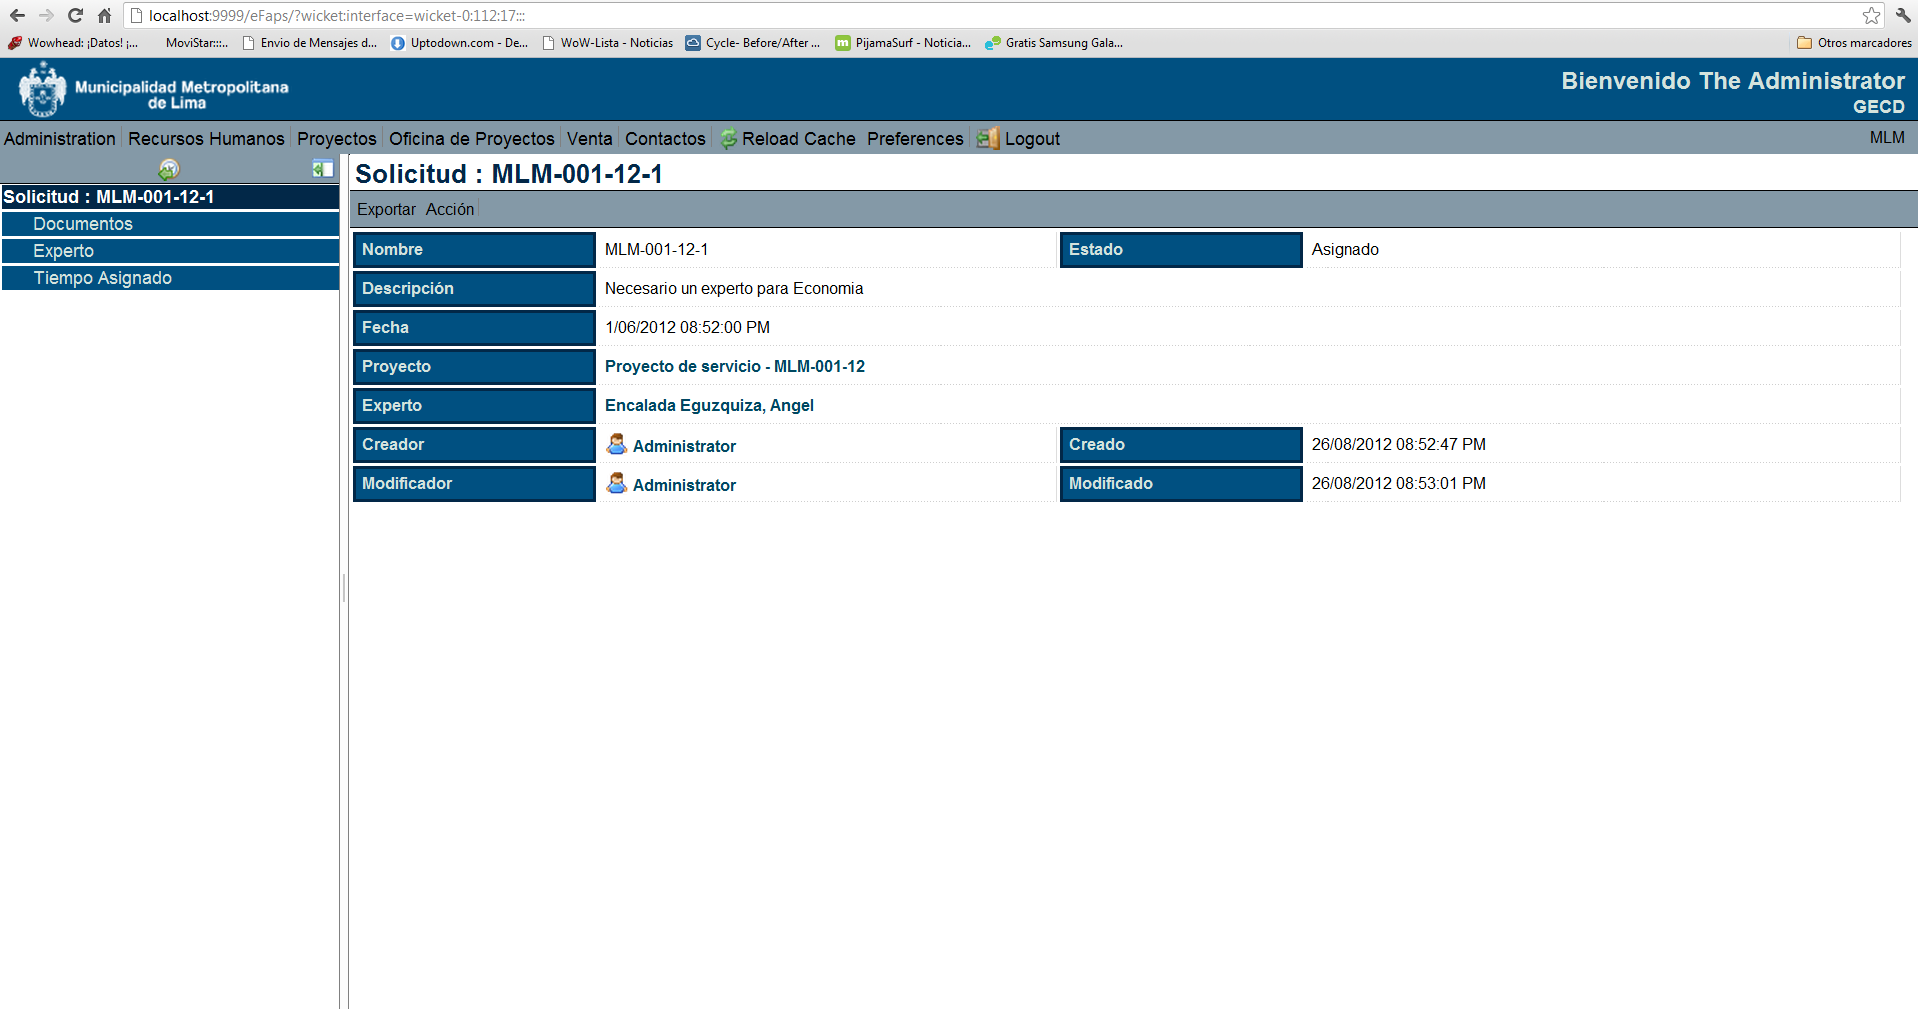 localhost:9999/eFaps/?wicket:interface=wicket-0:112:17:::
Wowhead: ¡Datos! ¡... MoviStar:::.. Envio de Mensajes d... Uptodown.com - De... WoW-Lista - Noticias Cycle- Before/After ... PijamaSurf - Noticia... Gratis Samsung Gala... Otros marcadores
Municipalidad Metropolitana
de Lima
Bienvenido The Administrator
GECD
Administration Recursos Humanos Proyectos Oficina de Proyectos Venta Contactos Reload Cache Preferences Logout MLM
Solicitud : MLM-001-12-1
Documentos
Experto
Tiempo Asignado
Solicitud : MLM-001-12-1
Exportar Acción
Nombre MLM-001-12-1 Estado Asignado
Descripción Necesario un experto para Economia
Fecha 1/06/2012 08:52:00 PM
Proyecto Proyecto de servicio - MLM-001-12
Experto Encalada Eguzquiza, Angel
Creador Administrator Creado 26/08/2012 08:52:47 PM
Modificador Administrator Modificado 26/08/2012 08:53:01 PM